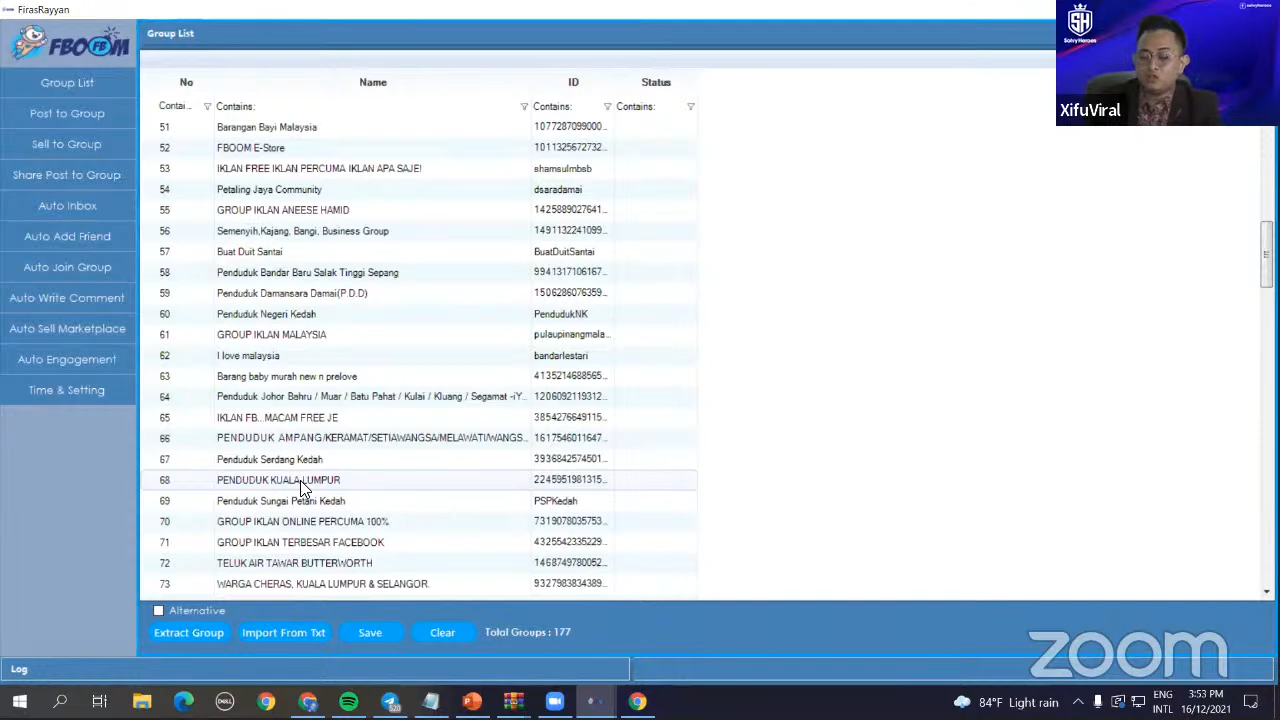 FirasRayyan
FBOOM
Group List
Post to Group
Sell to Group
Share Post to Group
Auto Inbox
Auto Add Friend
Auto Join Group
Auto Write Comment
Auto Sell Marketplace
Auto Engagement
Time & Setting
Group List
No Name ID Status
Contai... Contains: Contains: Contains:
51 Barangan Bayi Malaysia 1077287099000...
52 FBOOM E-Store 1011325672732...
53 IKLAN FREE IKLAN PERCUMA IKLAN APA SAJE! shamsulmbsb
54 Petaling Jaya Community dsaradamai
55 GROUP IKLAN ANEESE HAMID 1425889027641...
56 Semenyih,Kajang, Bangi, Business Group 1491132241099...
57 Buat Duit Santai BuatDuitSantai
58 Penduduk Bandar Baru Salak Tinggi Sepang 9941317106167...
59 Penduduk Damansara Damai(P.D.D) 1506286076359...
60 Penduduk Negeri Kedah PendudukNK
61 GROUP IKLAN MALAYSIA pulaupinangmala...
62 I love malaysia bandarlestari
63 Barang baby murah new n prelove 4135214688565...
64 Penduduk Johor Bahru / Muar / Batu Pahat / Kulai / Kluang / Segamat -iY... 1206092119312...
65 IKLAN FB...MACAM FREE JE 3854276649115...
66 PENDUDUK AMPANG/KERAMAT/SETIAWANGSA/MELAWATI/WANGS... 1617546011647...
67 Penduduk Serdang Kedah 3936842574501...
68 PENDUDUK KUALA LUMPUR 2245951981315...
69 Penduduk Sungai Petani Kedah PSPKedah
70 GROUP IKLAN ONLINE PERCUMA 100% 7319078035753...
71 GROUP IKLAN TERBESAR FACEBOOK 4325542335229...
72 TELUK AIR TAWAR BUTTERWORTH 1468749780052...
73 WARGA CHERAS, KUALA LUMPUR & SELANGOR. 9327983834389...
Alternative
Extract Group Import From Txt Save Clear Total Groups : 177
Log
SH
SolvyHeroes
solvyheroes
XifuViral
zoom
DELL
84°F Light rain
ENG
INTL
3:53 PM
16/12/2021